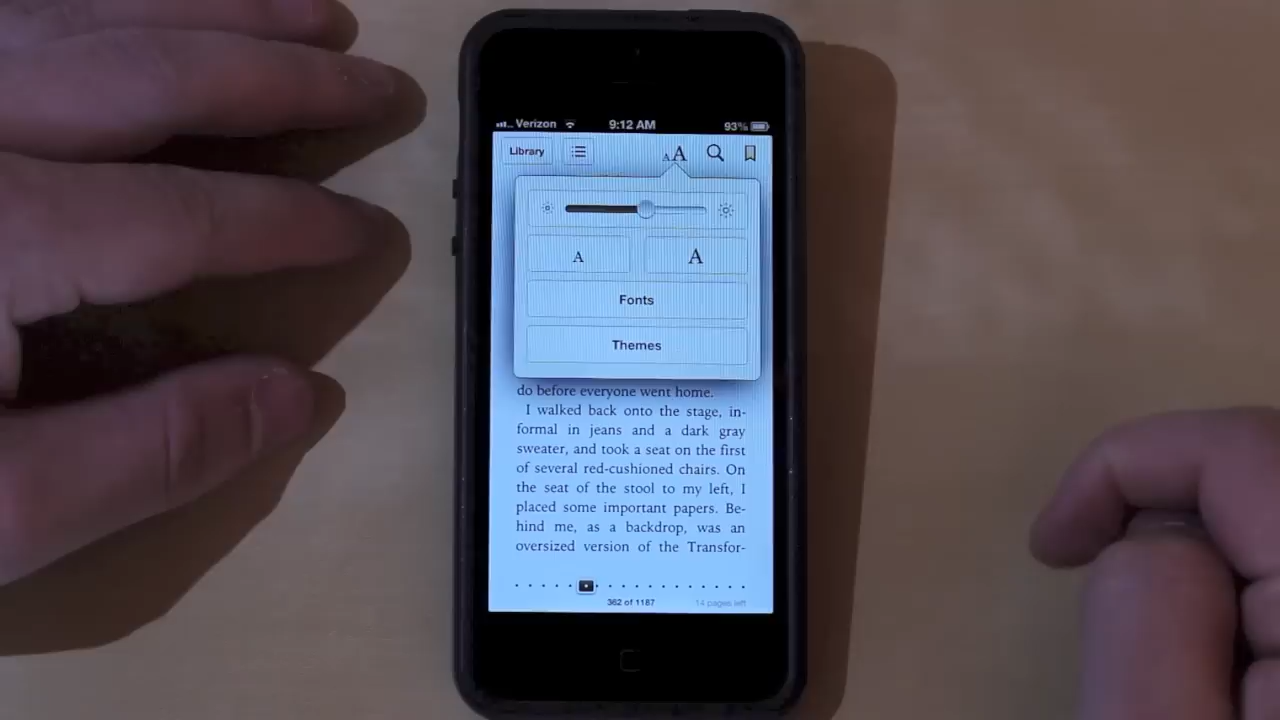 Verizon 9:12 AM 93%
Library AA
A A
Fonts
Themes
do before everyone went home.
I walked back onto the stage, in-
formal in jeans and a dark gray
sweater, and took a seat on the first
of several red-cushioned chairs. On
the seat of the stool to my left, I
placed some important papers. Be-
hind me, as a backdrop, was an
oversized version of the Transfor-
362 of 1187 14 pages left